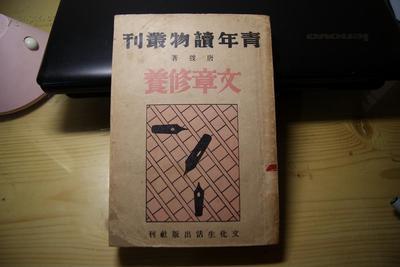 青年讀物叢刊
唐弢著
文章修養
文化生活出版社刊
lenovo